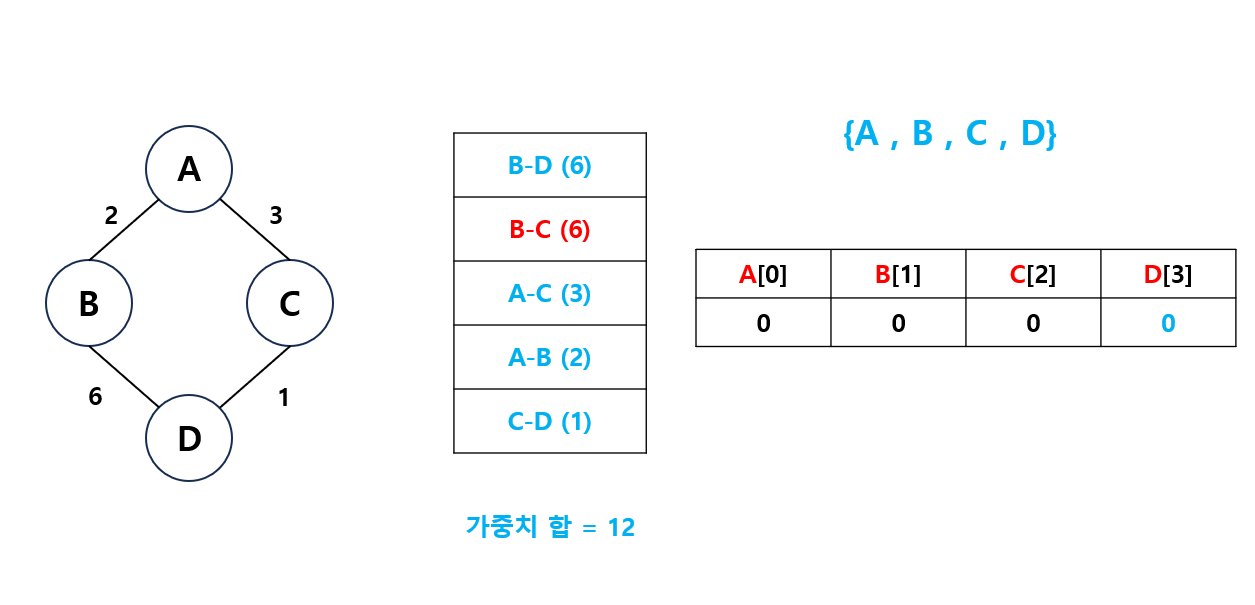 A
2
3
B
C
6
1
D
B-D (6)
B-C (6)
A-C (3)
A-B (2)
C-D (1)
가중치 합 = 12
{A , B , C , D}
A[0] B[1] C[2] D[3]
0 0 0 0